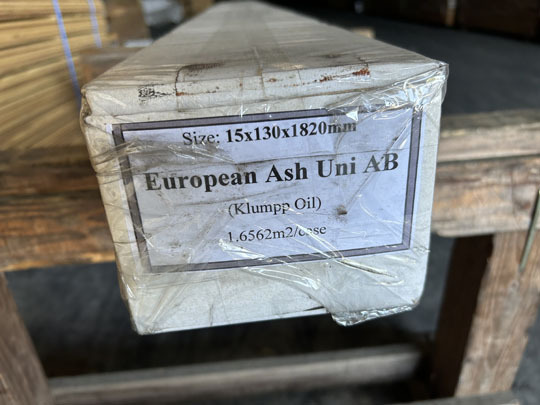 Size: 15x130x1820mm
European Ash Uni AB
(Klumpp Oil)
1.6562m2/case